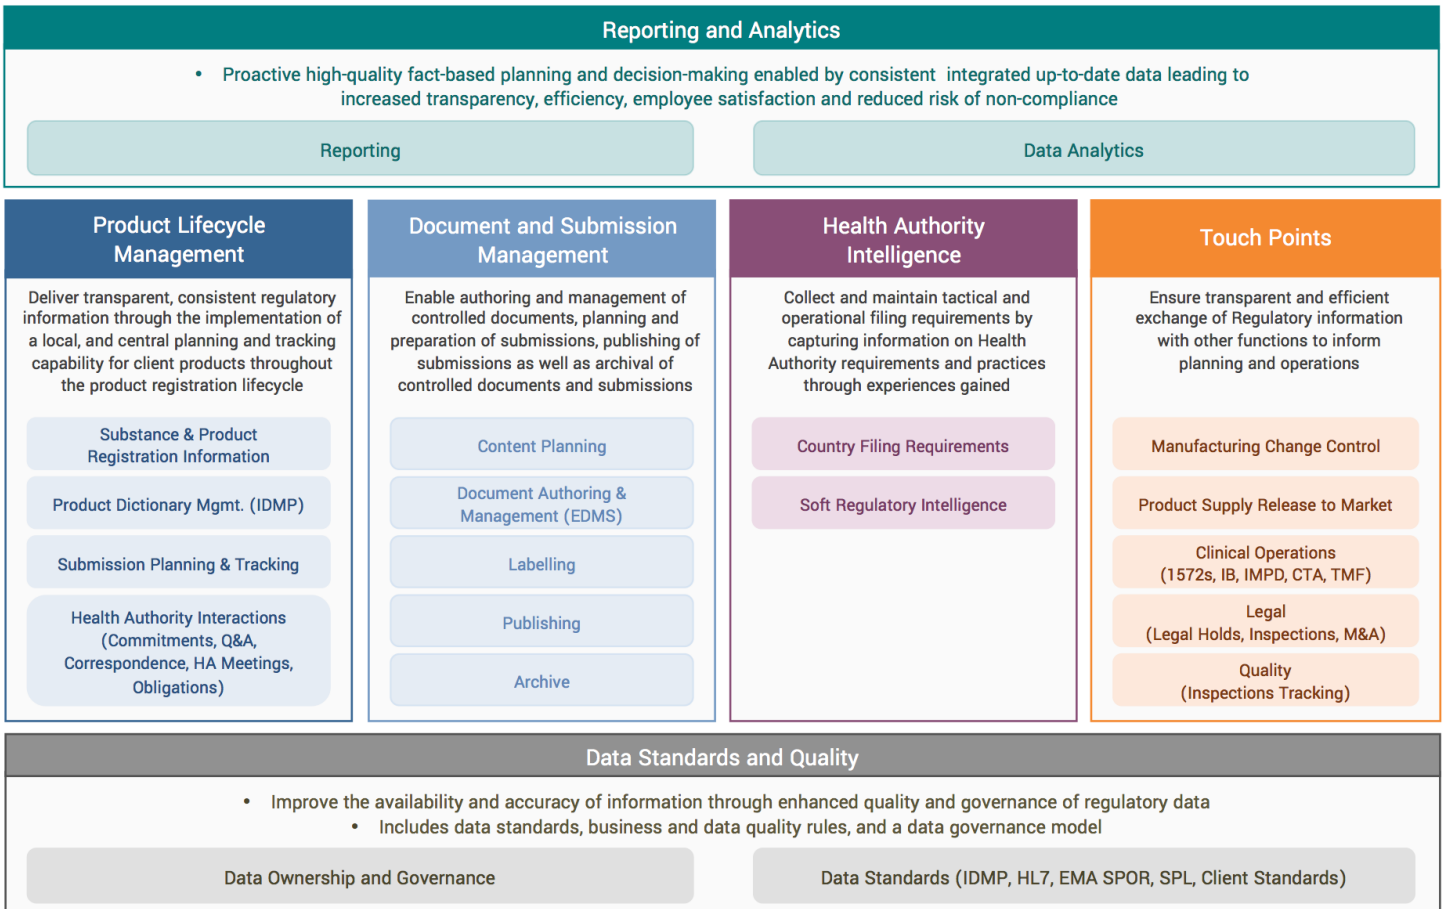 Reporting and Analytics
• Proactive high-quality fact-based planning and decision-making enabled by consistent integrated up-to-date data leading to
increased transparency, efficiency, employee satisfaction and reduced risk of non-compliance
Reporting
Data Analytics
Product Lifecycle
Management
Deliver transparent, consistent regulatory
information through the implementation of
a local, and central planning and tracking
capability for client products throughout
the product registration lifecycle
Substance & Product
Registration Information
Product Dictionary Mgmt. (IDMP)
Submission Planning & Tracking
Health Authority Interactions
(Commitments, Q&A,
Correspondence, HA Meetings,
Obligations)
Document and Submission
Management
Enable authoring and management of
controlled documents, planning and
preparation of submissions, publishing of
submissions as well as archival of
controlled documents and submissions
Content Planning
Document Authoring &
Management (EDMS)
Labelling
Publishing
Archive
Health Authority
Intelligence
Collect and maintain tactical and
operational filing requirements by
capturing information on Health
Authority requirements and practices
through experiences gained
Country Filing Requirements
Soft Regulatory Intelligence
Touch Points
Ensure transparent and efficient
exchange of Regulatory information
with other functions to inform
planning and operations
Manufacturing Change Control
Product Supply Release to Market
Clinical Operations
(1572s, IB, IMPD, CTA, TMF)
Legal
(Legal Holds, Inspections, M&A)
Quality
(Inspections Tracking)
Data Standards and Quality
• Improve the availability and accuracy of information through enhanced quality and governance of regulatory data
• Includes data standards, business and data quality rules, and a data governance model
Data Ownership and Governance
Data Standards (IDMP, HL7, EMA SPOR, SPL, Client Standards)